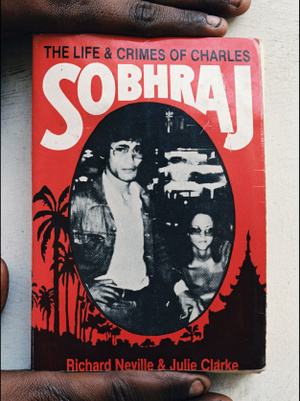 THE LIFE & CRIMES OF CHARLES
SOBHRAJ
Richard Neville & Julie Clarke